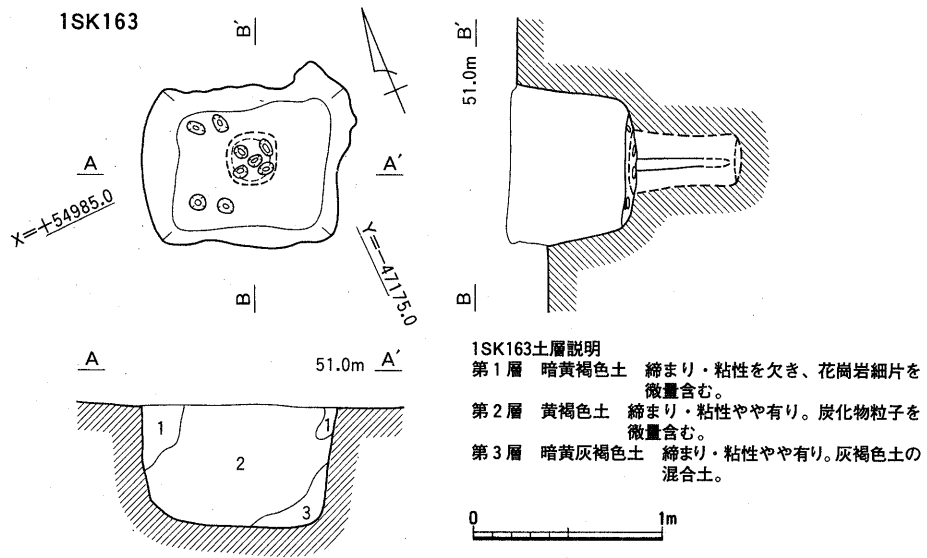 1SK163
B′
A
A′
X=+54985.0
Y=-47175.0
B
B′
51.0m
B
A
51.0m
A′
1
1
2
3
1SK163土層説明
第1層 暗黄褐色土 締まり・粘性を欠き、花崗岩細片を
微量含む。
第2層 黄褐色土 締まり・粘性やや有り。炭化物粒子を
微量含む。
第3層 暗黄灰褐色土 締まり・粘性やや有り。灰褐色土の
混合土。
0
1m